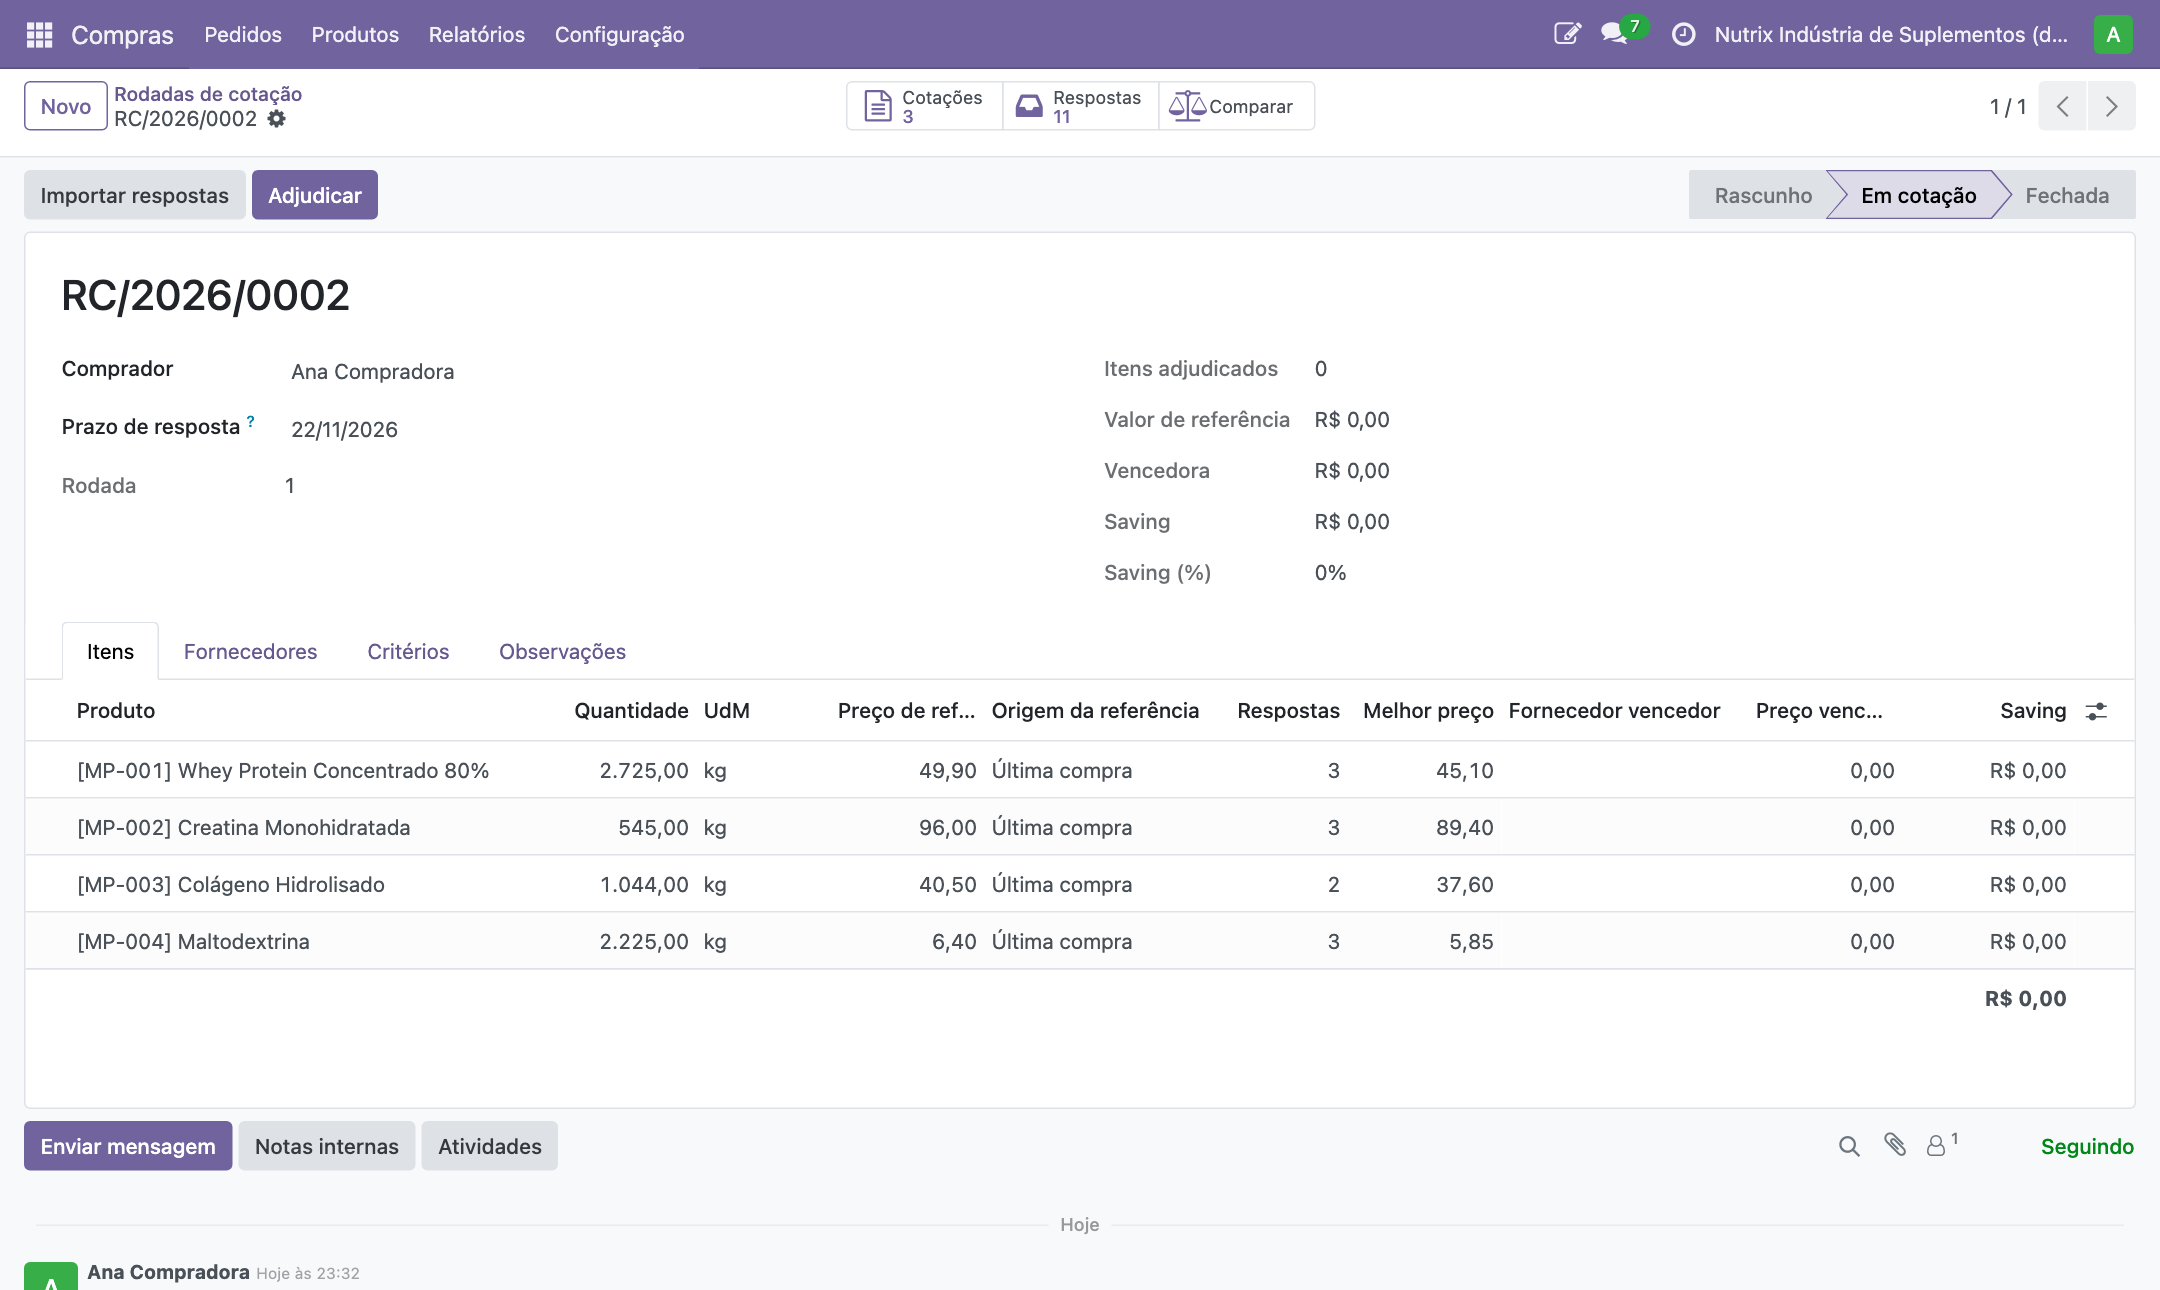 Compras Pedidos Produtos Relatórios Configuração 7 Nutrix Indústria de Suplementos (d... A
Novo
Rodadas de cotação
RC/2026/0002
Cotações
3
Respostas
11
Comparar
1 / 1
Importar respostas
Adjudicar
Rascunho
Em cotação
Fechada
RC/2026/0002
Comprador Ana Compradora
Prazo de resposta ? 22/11/2026
Rodada 1
Itens adjudicados 0
Valor de referência R$ 0,00
Vencedora R$ 0,00
Saving R$ 0,00
Saving (%) 0%
Itens Fornecedores Critérios Observações
Produto Quantidade UdM Preço de ref... Origem da referência Respostas Melhor preço Fornecedor vencedor Preço venc... Saving
[MP-001] Whey Protein Concentrado 80% 2.725,00 kg 49,90 Última compra 3 45,10 0,00 R$ 0,00
[MP-002] Creatina Monohidratada 545,00 kg 96,00 Última compra 3 89,40 0,00 R$ 0,00
[MP-003] Colágeno Hidrolisado 1.044,00 kg 40,50 Última compra 2 37,60 0,00 R$ 0,00
[MP-004] Maltodextrina 2.225,00 kg 6,40 Última compra 3 5,85 0,00 R$ 0,00
R$ 0,00
Enviar mensagem Notas internas Atividades 1 Seguindo
Hoje
A Ana Compradora Hoje às 23:32